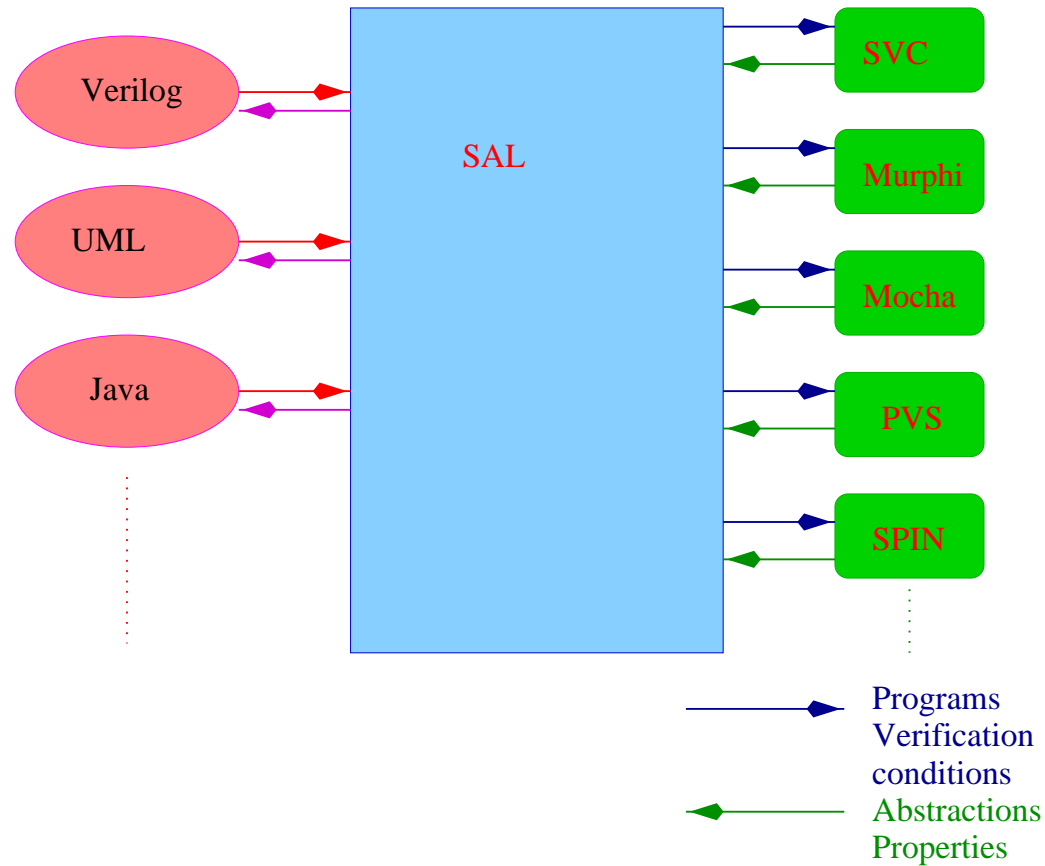 Verilog
UML
Java
SAL
SVC
Murphi
Mocha
PVS
SPIN
Programs
Verification
conditions
Abstractions
Properties